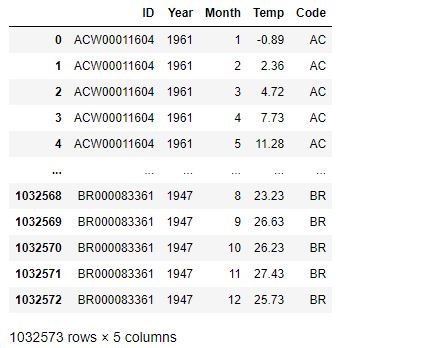 ID Year Month Temp Code
0 ACW00011604 1961 1 -0.89 AC
1 ACW00011604 1961 2 2.36 AC
2 ACW00011604 1961 3 4.72 AC
3 ACW00011604 1961 4 7.73 AC
4 ACW00011604 1961 5 11.28 AC
... ... ... ... ... ...
1032568 BR000083361 1947 8 23.23 BR
1032569 BR000083361 1947 9 26.63 BR
1032570 BR000083361 1947 10 26.23 BR
1032571 BR000083361 1947 11 27.43 BR
1032572 BR000083361 1947 12 25.73 BR
1032573 rows × 5 columns